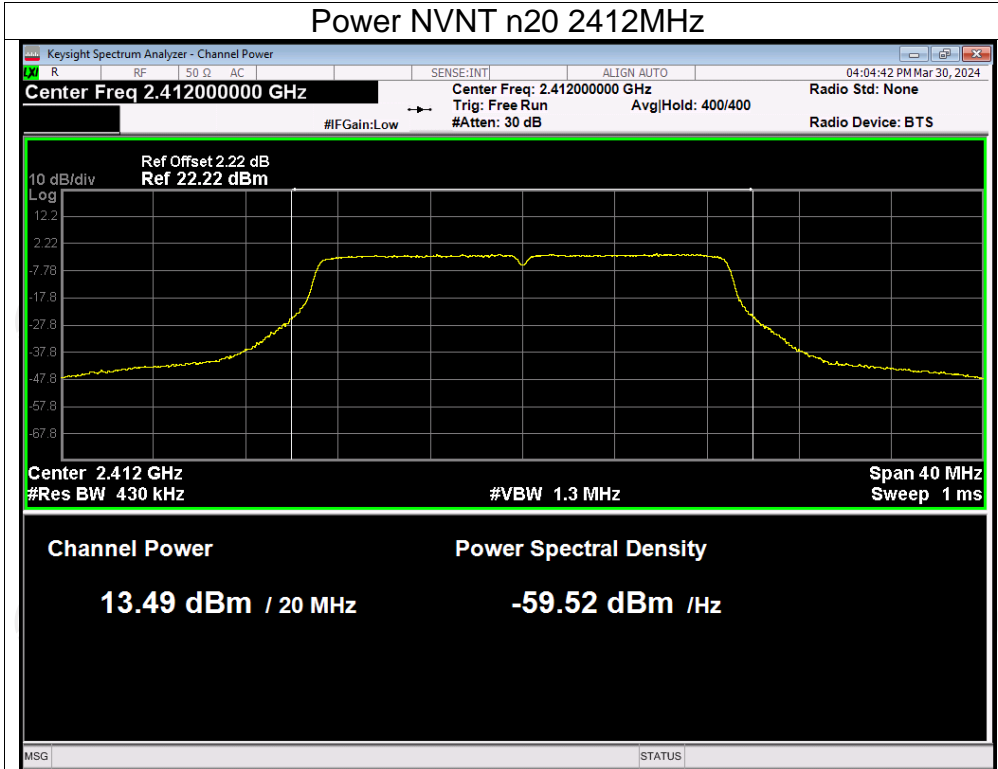 Power NVNT n20 2412MHz
Keysight Spectrum Analyzer - Channel Power
LXI R RF 50 Ω AC SENSE:INT ALIGN AUTO 04:04:42 PM Mar 30, 2024
Center Freq 2.412000000 GHz
Center Freq: 2.412000000 GHz
Radio Std: None
Trig: Free Run Avg|Hold: 400/400
#IFGain:Low
#Atten: 30 dB
Radio Device: BTS
Ref Offset 2.22 dB
10 dB/div Ref 22.22 dBm
Log
12.2
2.22
-7.78
-17.8
-27.8
-37.8
-47.8
-57.8
-67.8
Center 2.412 GHz Span 40 MHz
#Res BW 430 kHz #VBW 1.3 MHz Sweep 1 ms
Channel Power Power Spectral Density
13.49 dBm / 20 MHz -59.52 dBm /Hz
MSG STATUS